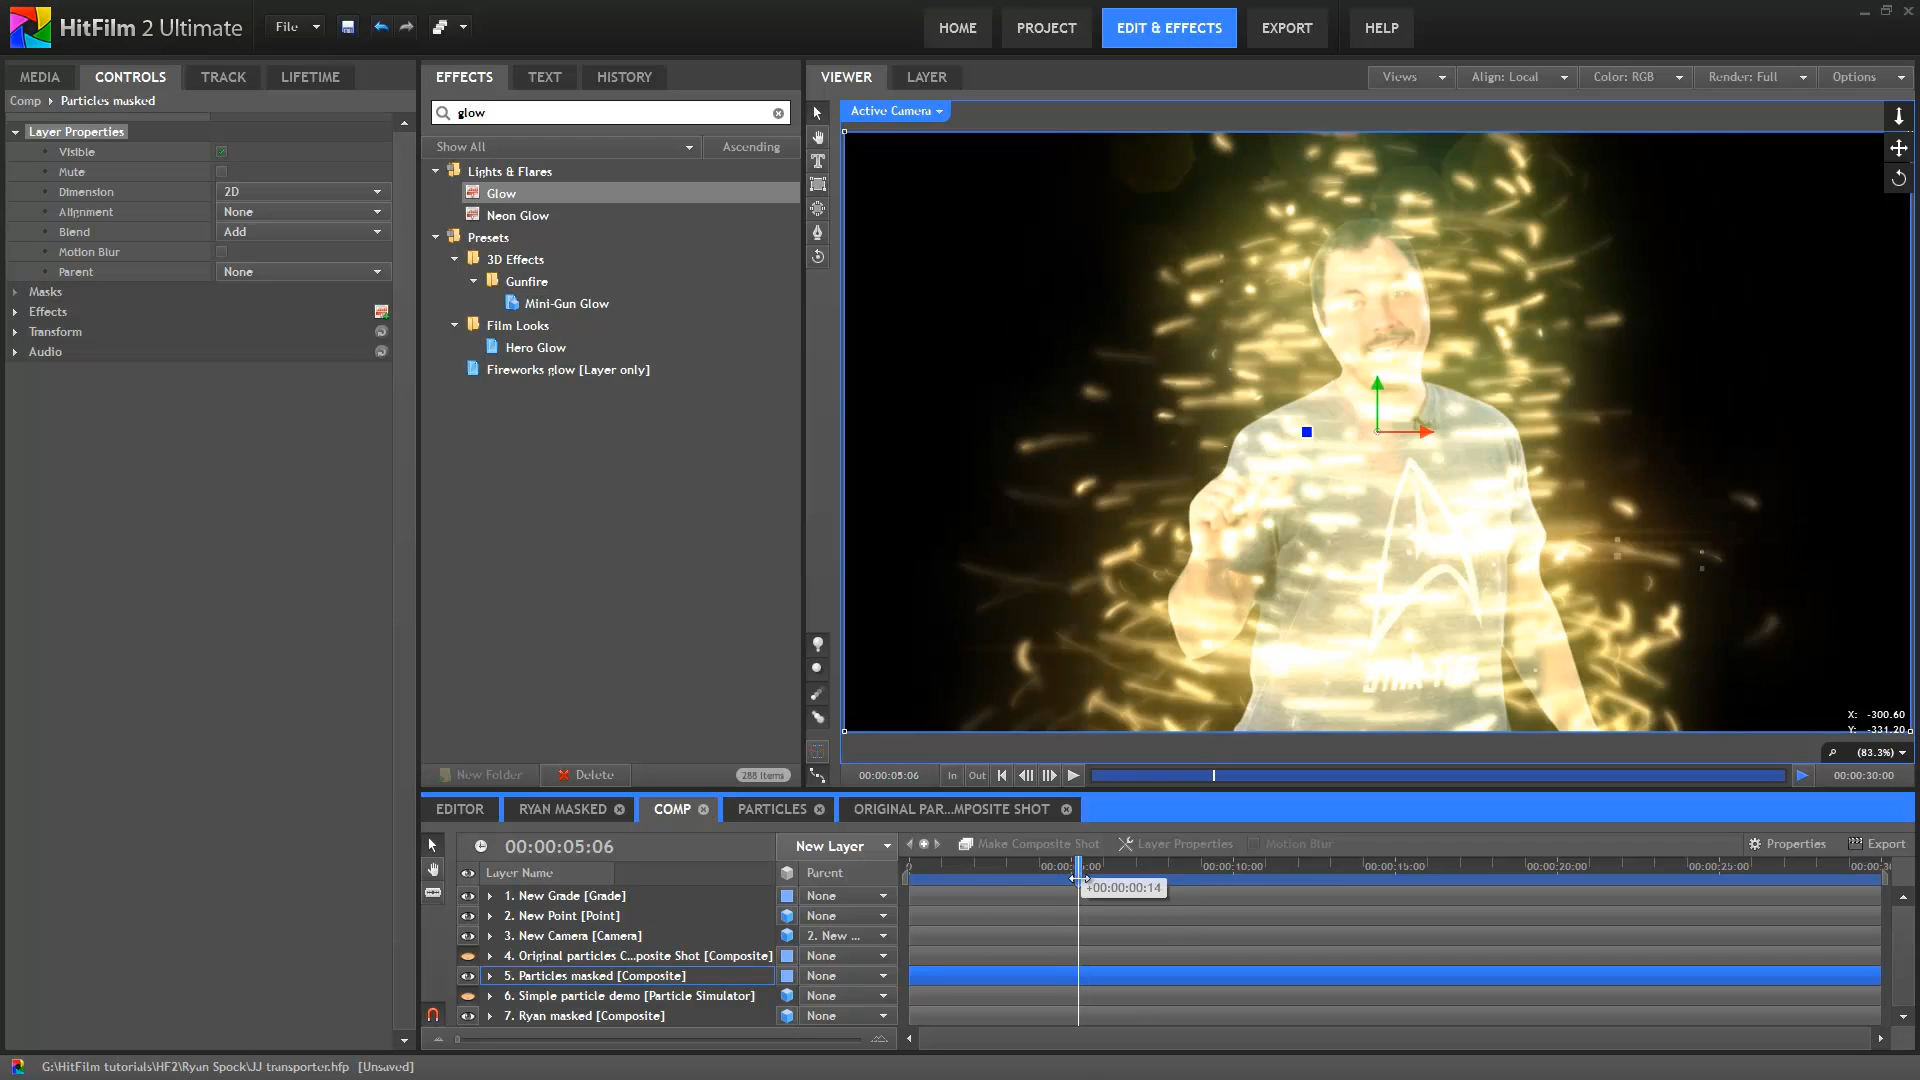 HitFilm 2 Ultimate
File
HOME
PROJECT
EDIT & EFFECTS
EXPORT
HELP
MEDIA
CONTROLS
TRACK
LIFETIME
Comp
Particles masked
Layer Properties
Visible
Mute
Dimension
2D
Alignment
None
Blend
Add
Motion Blur
Parent
None
Masks
Effects
Transform
Audio
EFFECTS
TEXT
HISTORY
glow
Show All
Ascending
Lights & Flares
Glow
Neon Glow
Presets
3D Effects
Gunfire
Mini-Gun Glow
Film Looks
Hero Glow
Fireworks glow [Layer only]
New Folder
Delete
288 Items
VIEWER
LAYER
Views
Align: Local
Color: RGB
Render: Full
Options
Active Camera
X: -300.60
Y: -331.20
(83.3%)
00:00:05:06
In
Out
00:00:30:00
EDITOR
RYAN MASKED
COMP
PARTICLES
ORIGINAL PAR...MPOSITE SHOT
00:00:05:06
New Layer
Make Composite Shot
Layer Properties
Motion Blur
Properties
Export
Layer Name
Parent
0
00:00:10:00
00:00:15:00
00:00:20:00
00:00:25:00
+00:00:00:14
1. New Grade [Grade]
None
2. New Point [Point]
None
3. New Camera [Camera]
2. New ...
4. Original particles C...posite Shot [Composite]
None
5. Particles masked [Composite]
None
6. Simple particle demo [Particle Simulator]
None
7. Ryan masked [Composite]
None
G:\HitFilm tutorials\HF2\Ryan Spock\JJ transporter.hfp
[Unsaved]